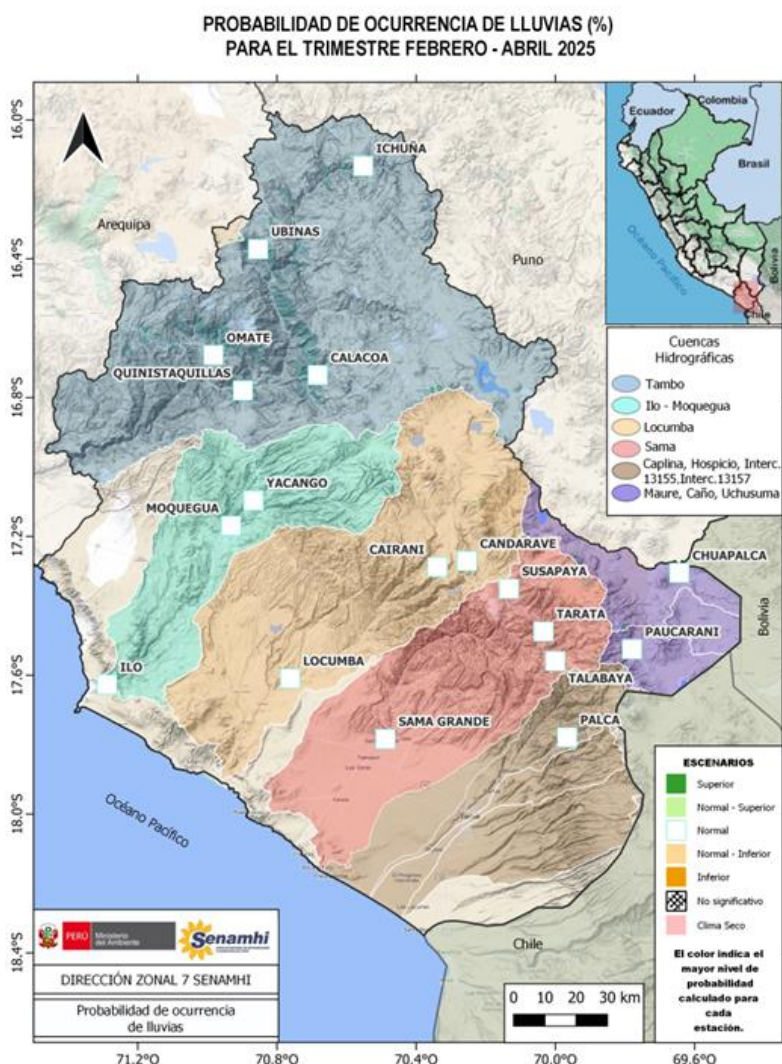 PROBABILIDAD DE OCURRENCIA DE LLUVIAS (%)
PARA EL TRIMESTRE FEBRERO - ABRIL 2025
16.0°S
16.4°S
16.8°S
17.2°S
17.6°S
18.0°S
18.4°S
71.2°O
70.8°O
70.4°O
70.0°O
69.6°O
Ecuador
Colombia
Brasil
Océano Pacífico
Bolivia
Chile
Arequipa
Puno
ICHUÑA
UBINAS
OMATE
QUINISTAQUILLAS
CALACOA
YACANGO
MOQUEGUA
CAIRANI
CANDARAVE
SUSAPAYA
CHUAPALCA
TARATA
PAUCARANI
ILO
LOCUMBA
TALABAYA
SAMA GRANDE
PALCA
Océano Pacífico
Bolivia
Chile
Cuencas
Hidrográficas
Tambo
Ilo - Moquegua
Locumba
Sama
Caplina, Hospicio, Interc.
13155,Interc.13157
Maure, Caño, Uchusuma
ESCENARIOS
Superior
Normal - Superior
Normal
Normal - Inferior
Inferior
No significativo
Clima Seco
El color indica el
mayor nivel de
probabilidad
calculado para
cada
estación.
PERÚ
Ministerio
del Ambiente
Senamhi
DIRECCIÓN ZONAL 7 SENAMHI
Probabilidad de ocurrencia
de lluvias
0 10 20 30 km